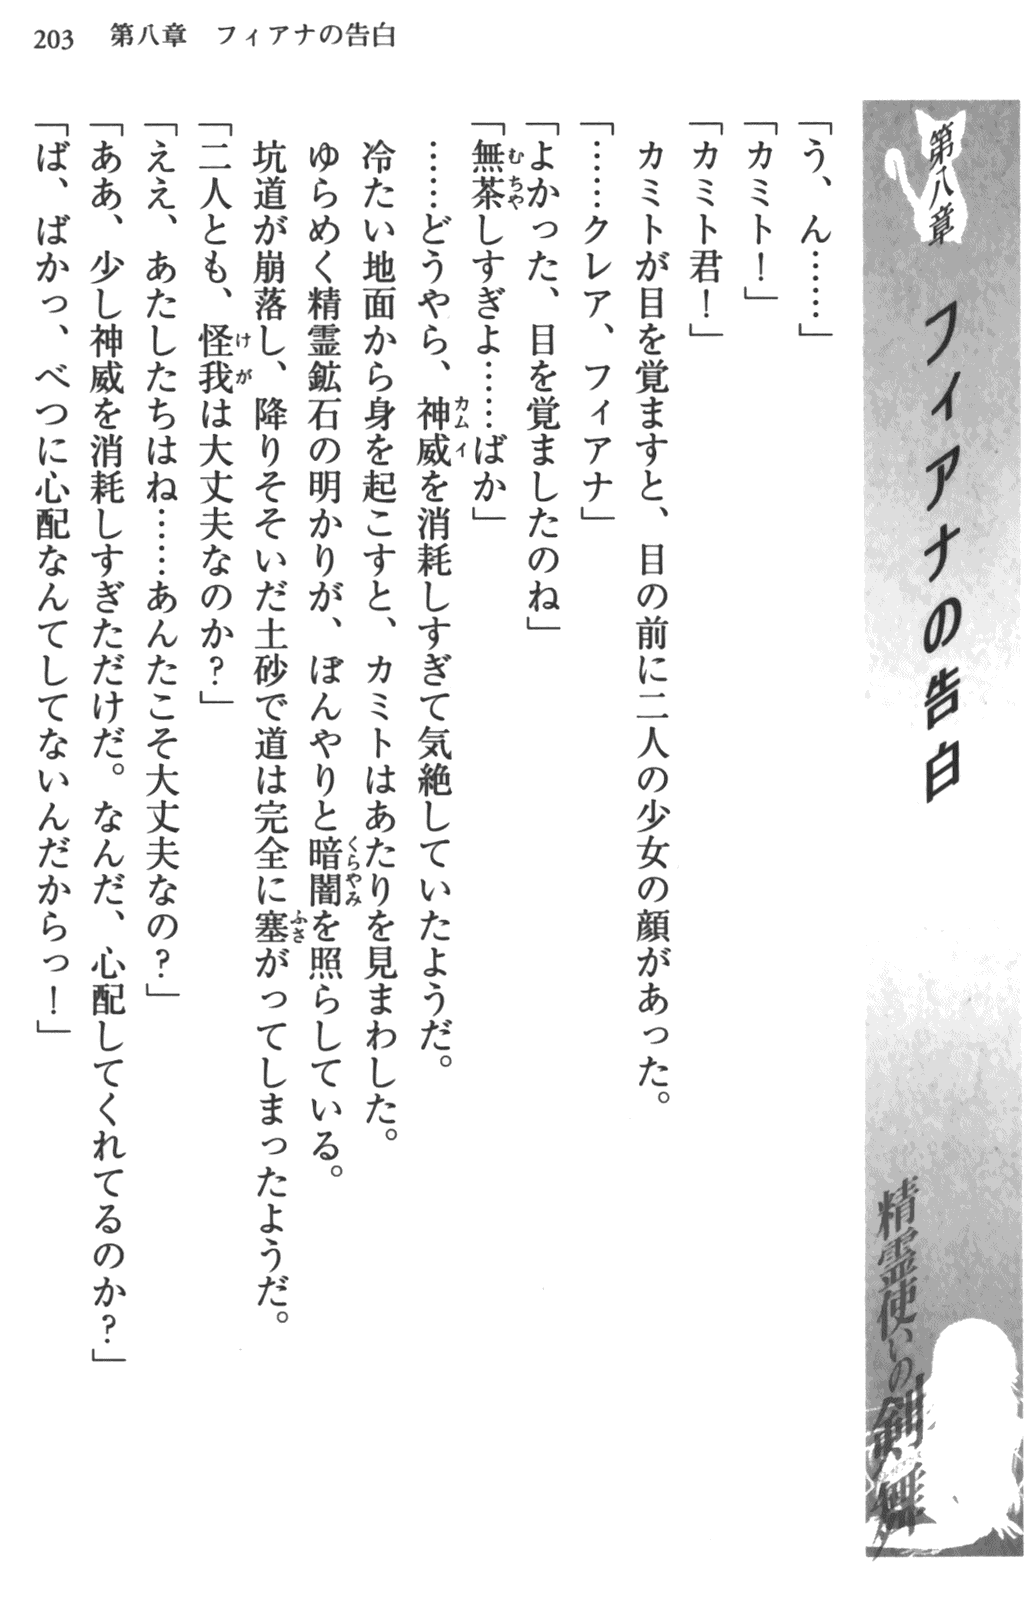 203　第八章　フィアナの告白
第八章　フィアナの告白
精霊使いの剣舞
「う、ん……」
「カミト！」
「カミト君！」
カミトが目を覚ますと、目の前に二人の少女の顔があった。
「……クレア、フィアナ」
「よかった、目を覚ましたのね」
「無茶しすぎよ……ばか」
……どうやら、神威を消耗しすぎて気絶していたようだ。
冷たい地面から身を起こすと、カミトはあたりを見まわした。
ゆらめく精霊鉱石の明かりが、ぼんやりと暗闇を照らしている。
坑道が崩落し、降りそそいだ土砂で道は完全に塞がってしまったようだ。
「二人とも、怪我は大丈夫なのか？」
「ええ、あたしたちはね……あんたこそ大丈夫なの？」
「ああ、少し神威を消耗しすぎただけだ。なんだ、心配してくれてるのか？」
「ば、ばかっ、べつに心配なんてしてないんだからっ！」